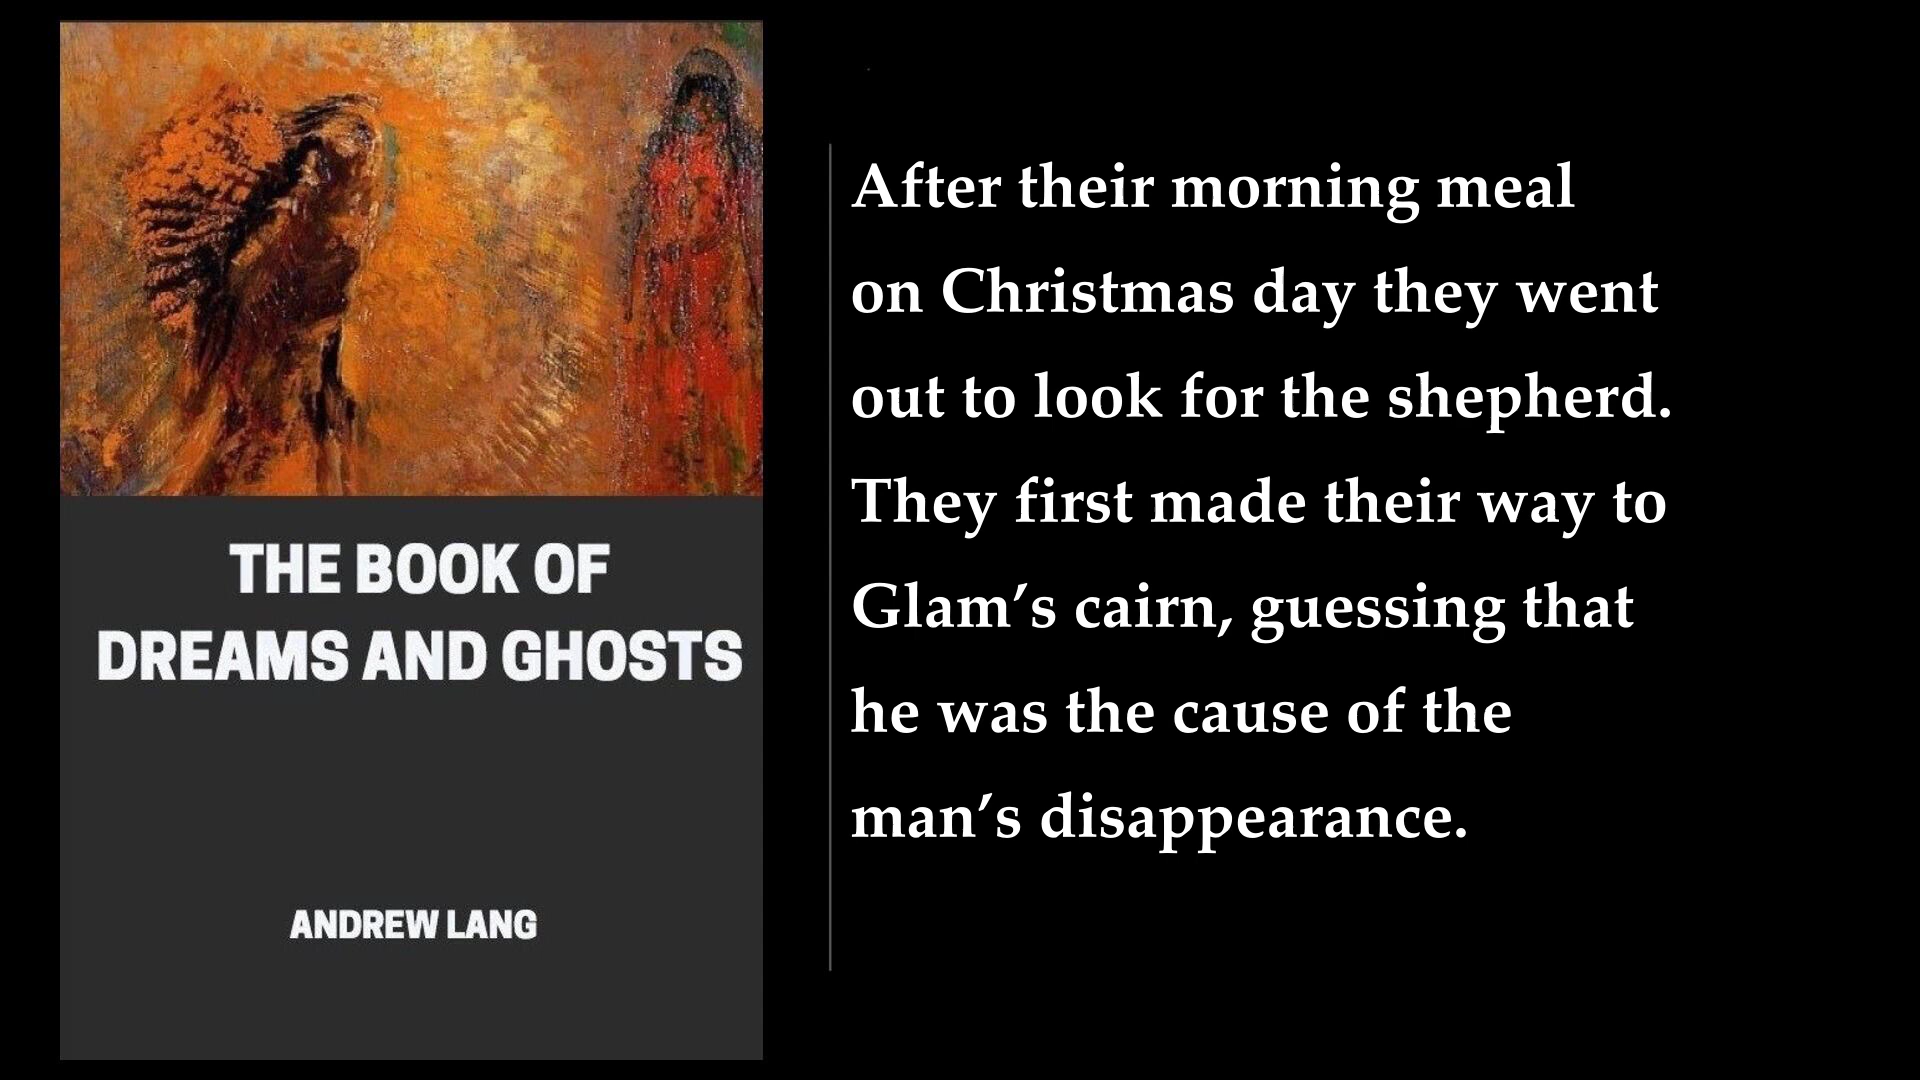 THE BOOK OF
DREAMS AND GHOSTS
ANDREW LANG
After their morning meal
on Christmas day they went
out to look for the shepherd.
They first made their way to
Glam’s cairn, guessing that
he was the cause of the
man’s disappearance.